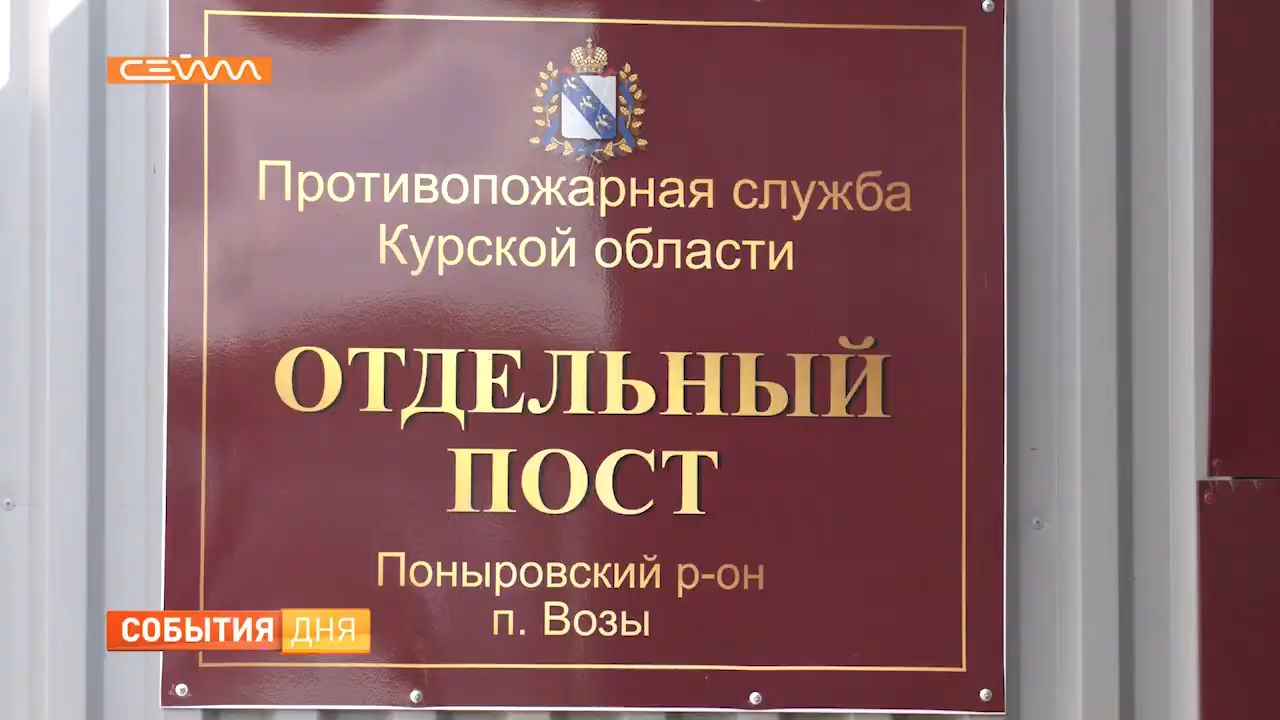 СЕЙМ
Противопожарная служба
Курской области
ОТДЕЛЬНЫЙ
ПОСТ
Поныровский р-он
п. Возы
СОБЫТИЯ ДНЯ